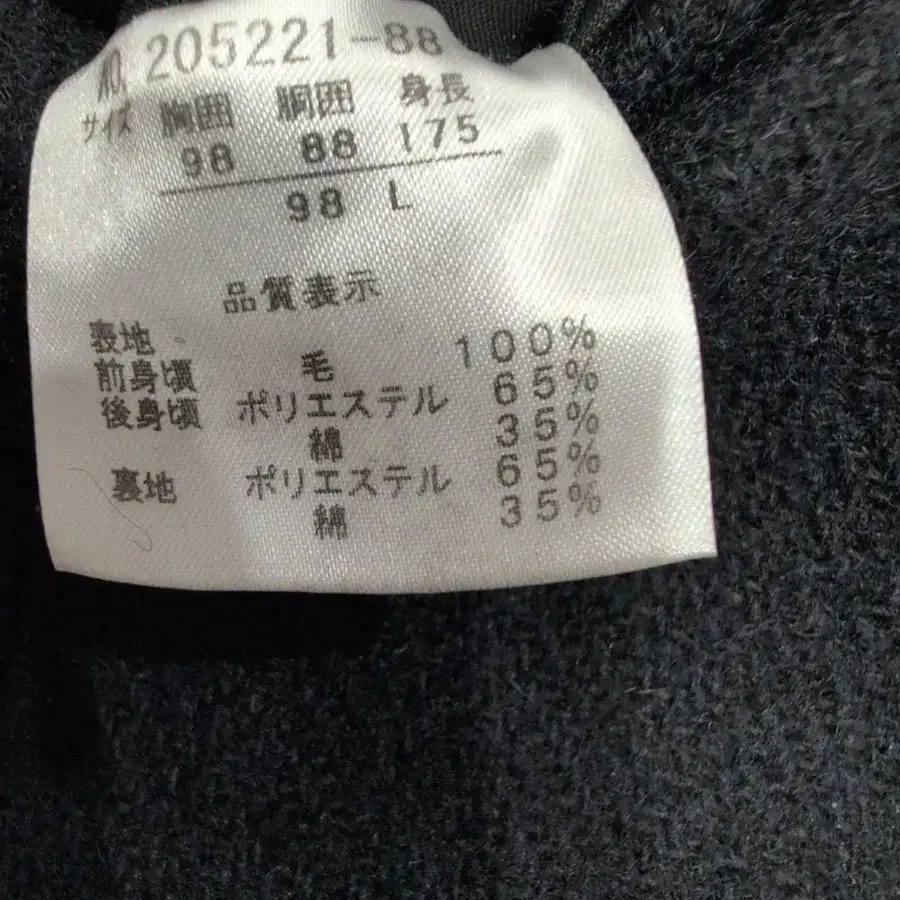 NO. 205221-88
サイズ 胸囲 胴囲 身長
98 88 175
98 L
品質表示
表地
前身頃 毛 100%
後身頃 ポリエステル 65%
綿 35%
裏地 ポリエステル 65%
綿 35%